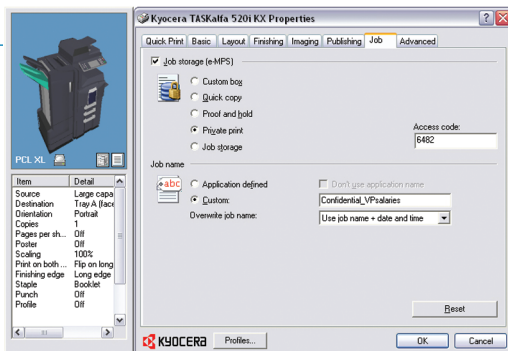 Kyocera TASKalfa 520i KX Properties
Quick Print Basic Layout Finishing Imaging Publishing Job Advanced
Job storage (e-MPS)
Custom box
Quick copy
Proof and hold
Private print
Job storage
Access code:
6482
Job name
Application defined
Don't use application name
Custom:
Confidential_VPsalaries
Overwrite job name:
Use job name + date and time
Reset
PCL XL
Item Detail
Source Large capa
Destination Tray A (face
Orientation Portrait
Copies 1
Pages per sh... Off
Poster Off
Scaling 100%
Print on both ... Flip on long
Finishing edge Long edge
Staple Booklet
Punch Off
Profile Off
KYOCERA
Profiles...
OK Cancel
abc